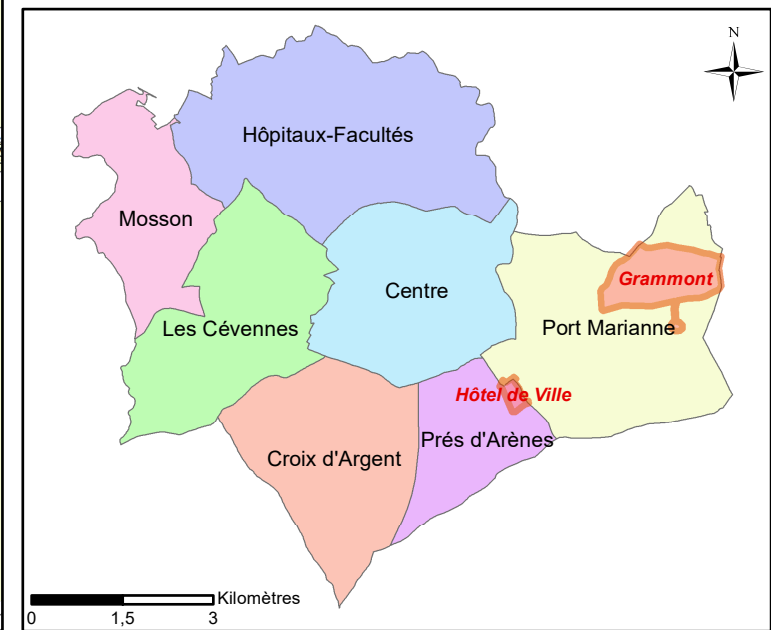 N
Hôpitaux-Facultés
Mosson
Centre
Grammont
Les Cévennes
Port Marianne
Hôtel de Ville
Prés d'Arènes
Croix d'Argent
Kilomètres
0 1,5 3